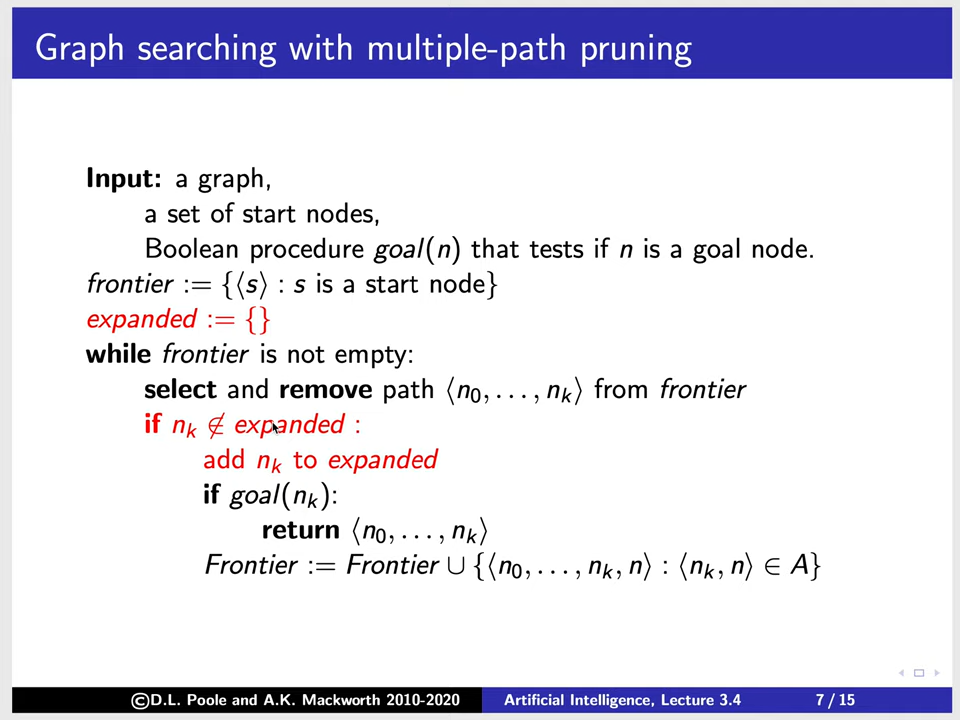 Graph searching with multiple-path pruning
Input: a graph,
a set of start nodes,
Boolean procedure goal(n) that tests if n is a goal node.
frontier := {⟨s⟩ : s is a start node}
expanded := {}
while frontier is not empty:
select and remove path ⟨n₀, . . . , nₖ⟩ from frontier
if nₖ ∉ expanded :
add nₖ to expanded
if goal(nₖ):
return ⟨n₀, . . . , nₖ⟩
Frontier := Frontier ∪ {⟨n₀, . . . , nₖ, n⟩ : ⟨nₖ, n⟩ ∈ A}
©D.L. Poole and A.K. Mackworth 2010-2020 Artificial Intelligence, Lecture 3.4 7 / 15